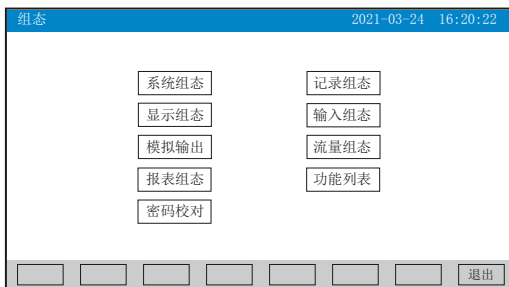 组态 2021-03-24 16:20:22
系统组态 记录组态
显示组态 输入组态
模拟输出 流量组态
报表组态 功能列表
密码校对
退出